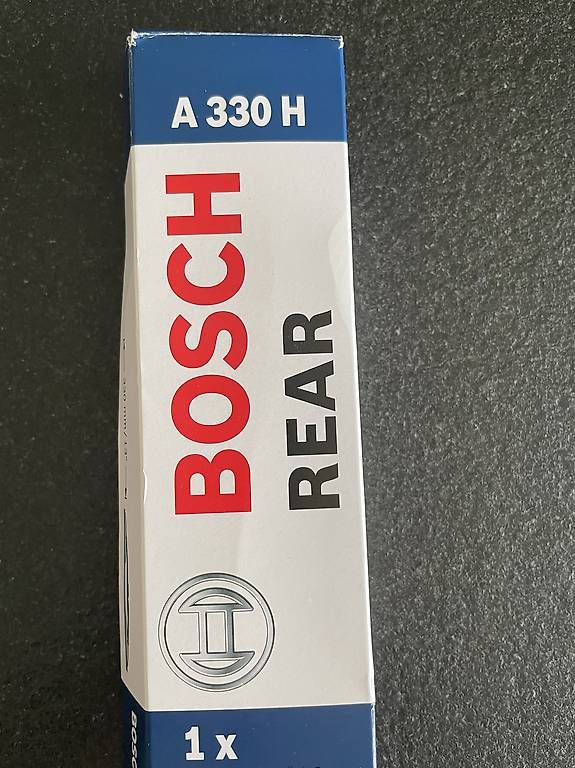 A 330 H
BOSCH
REAR
1 x